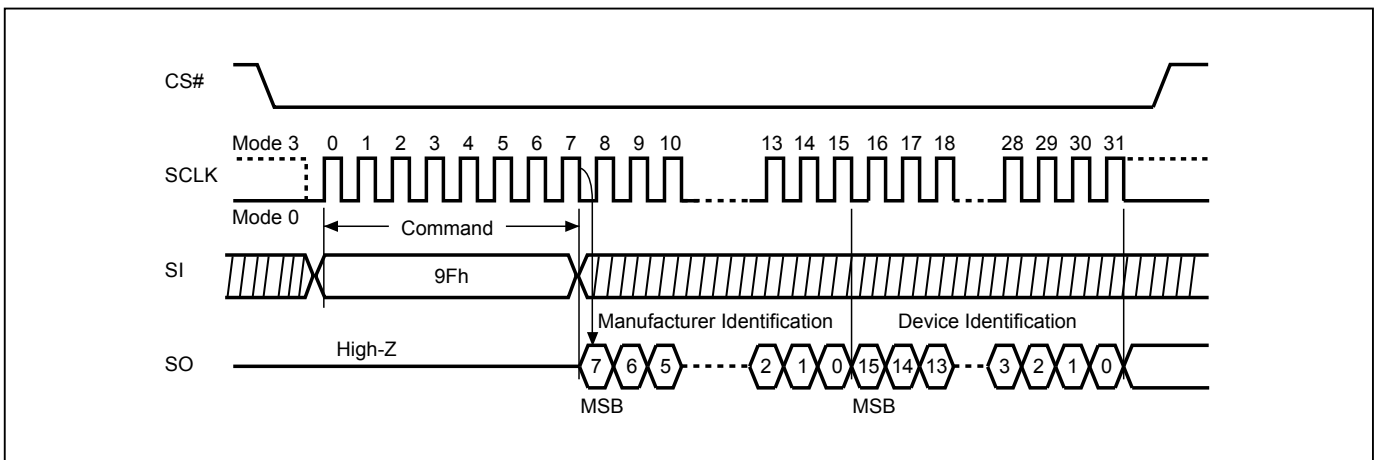 CS#
Mode 3 0 1 2 3 4 5 6 7 8 9 10 13 14 15 16 17 18 28 29 30 31
SCLK
Mode 0
Command
SI
9Fh
Manufacturer Identification Device Identification
High-Z
SO
7 6 5 2 1 0 15 14 13 3 2 1 0
MSB MSB